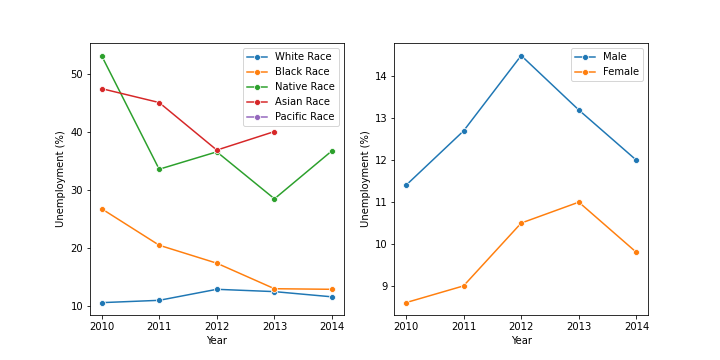 White Race
Black Race
Native Race
Asian Race
Pacific Race
50
40
30
20
10
Unemployment (%)
2010 2011 2012 2013 2014
Year
Male
Female
14
13
12
11
10
9
Unemployment (%)
2010 2011 2012 2013 2014
Year